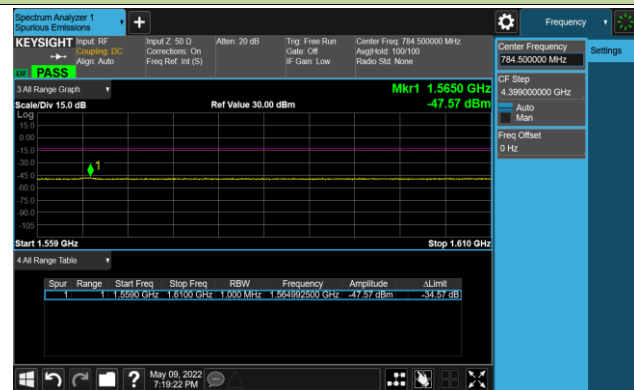 Spectrum Analyzer 1
Spurious Emissions
Frequency
KEYSIGHT
Input: RF
Coupling: DC
Align: Auto
Input Z: 50 Ω
Corrections: On
Freq Ref: Int (S)
Atten: 20 dB
Trig: Free Run
Gate: Off
IF Gain: Low
Center Freq: 784.500000 MHz
Avg|Hold: 100/100
Radio Std: None
LXI
PASS
3 All Range Graph
Mkr1 1.5650 GHz
Scale/Div 15.0 dB
Ref Value 30.00 dBm
-47.57 dBm
Log
15.0
0.00
-15.0
-30.0
-45.0
-60.0
-75.0
-90.0
-105
1
Start 1.559 GHz
Stop 1.610 GHz
4 All Range Table
Spur Range Start Freq Stop Freq RBW Frequency Amplitude ΔLimit
1 1 1.5590 GHz 1.6100 GHz 1.000 MHz 1.564992500 GHz -47.57 dBm -34.57 dB
May 09, 2022
7:19:22 PM
?
Center Frequency
784.500000 MHz
Settings
CF Step
4.399000000 GHz
Auto
Man
Freq Offset
0 Hz